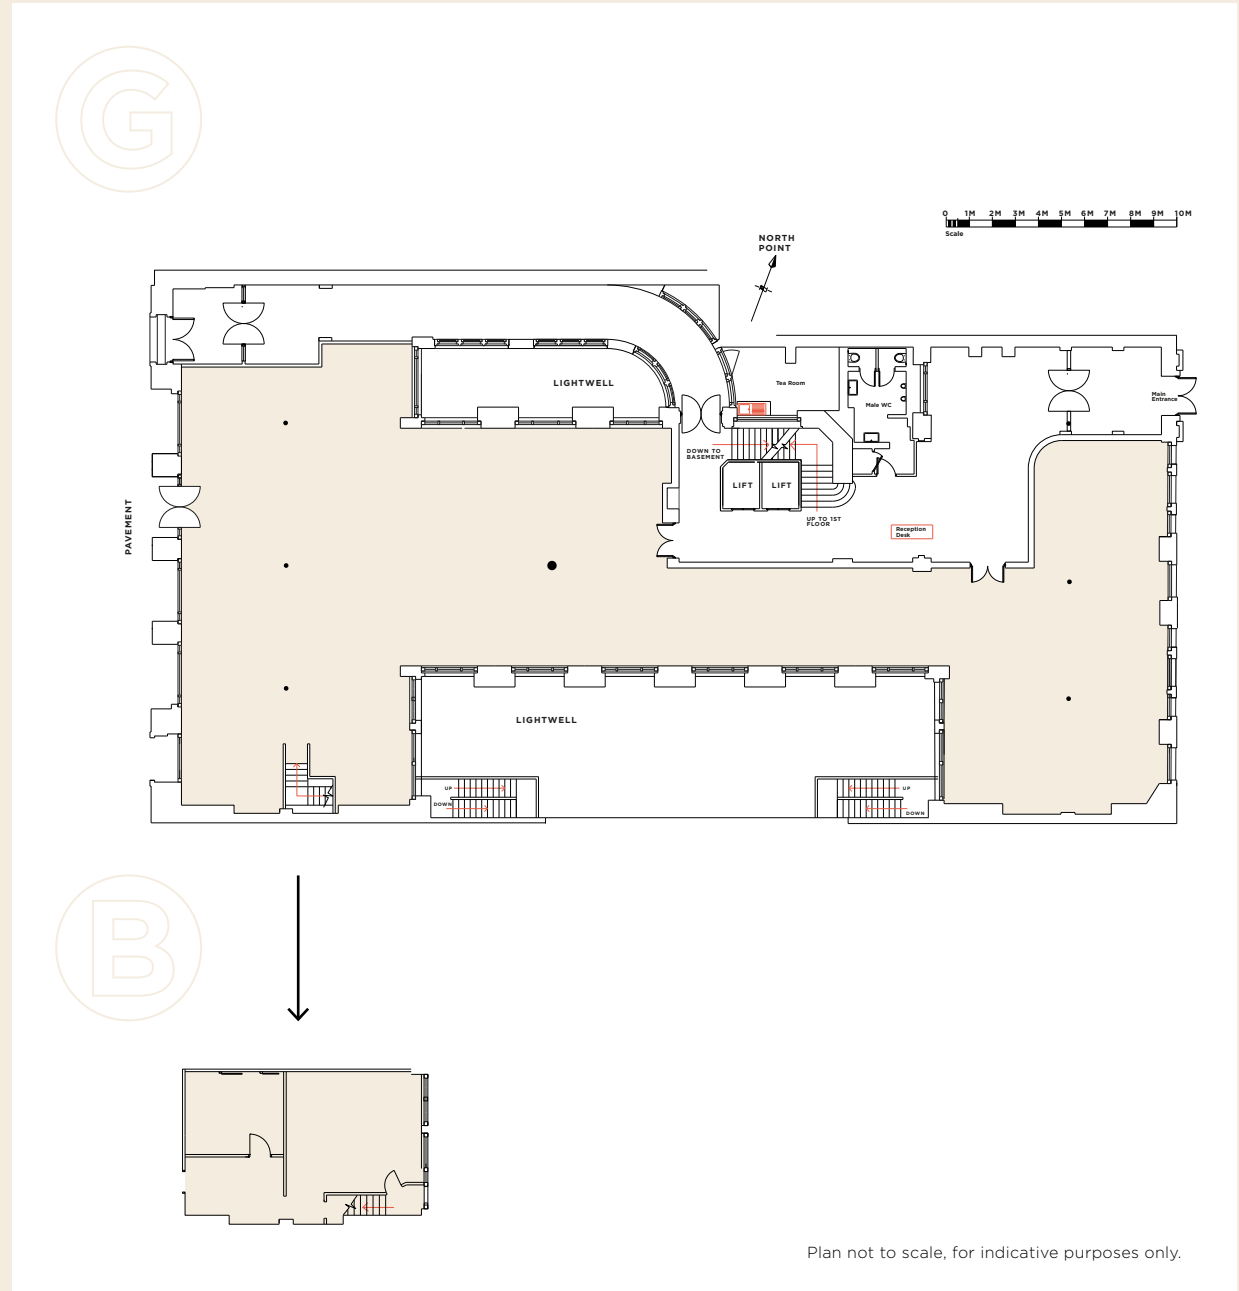 G
0 1M 2M 3M 4M 5M 6M 7M 8M 9M 10M
Scale
NORTH
POINT
LIGHTWELL
Tea Room
Male WC
Main
Entrance
DOWN TO
BASEMENT
LIFT LIFT
UP TO 1ST
FLOOR
Reception
Desk
PAVEMENT
LIGHTWELL
UP
DOWN
UP
DOWN
B
Plan not to scale, for indicative purposes only.